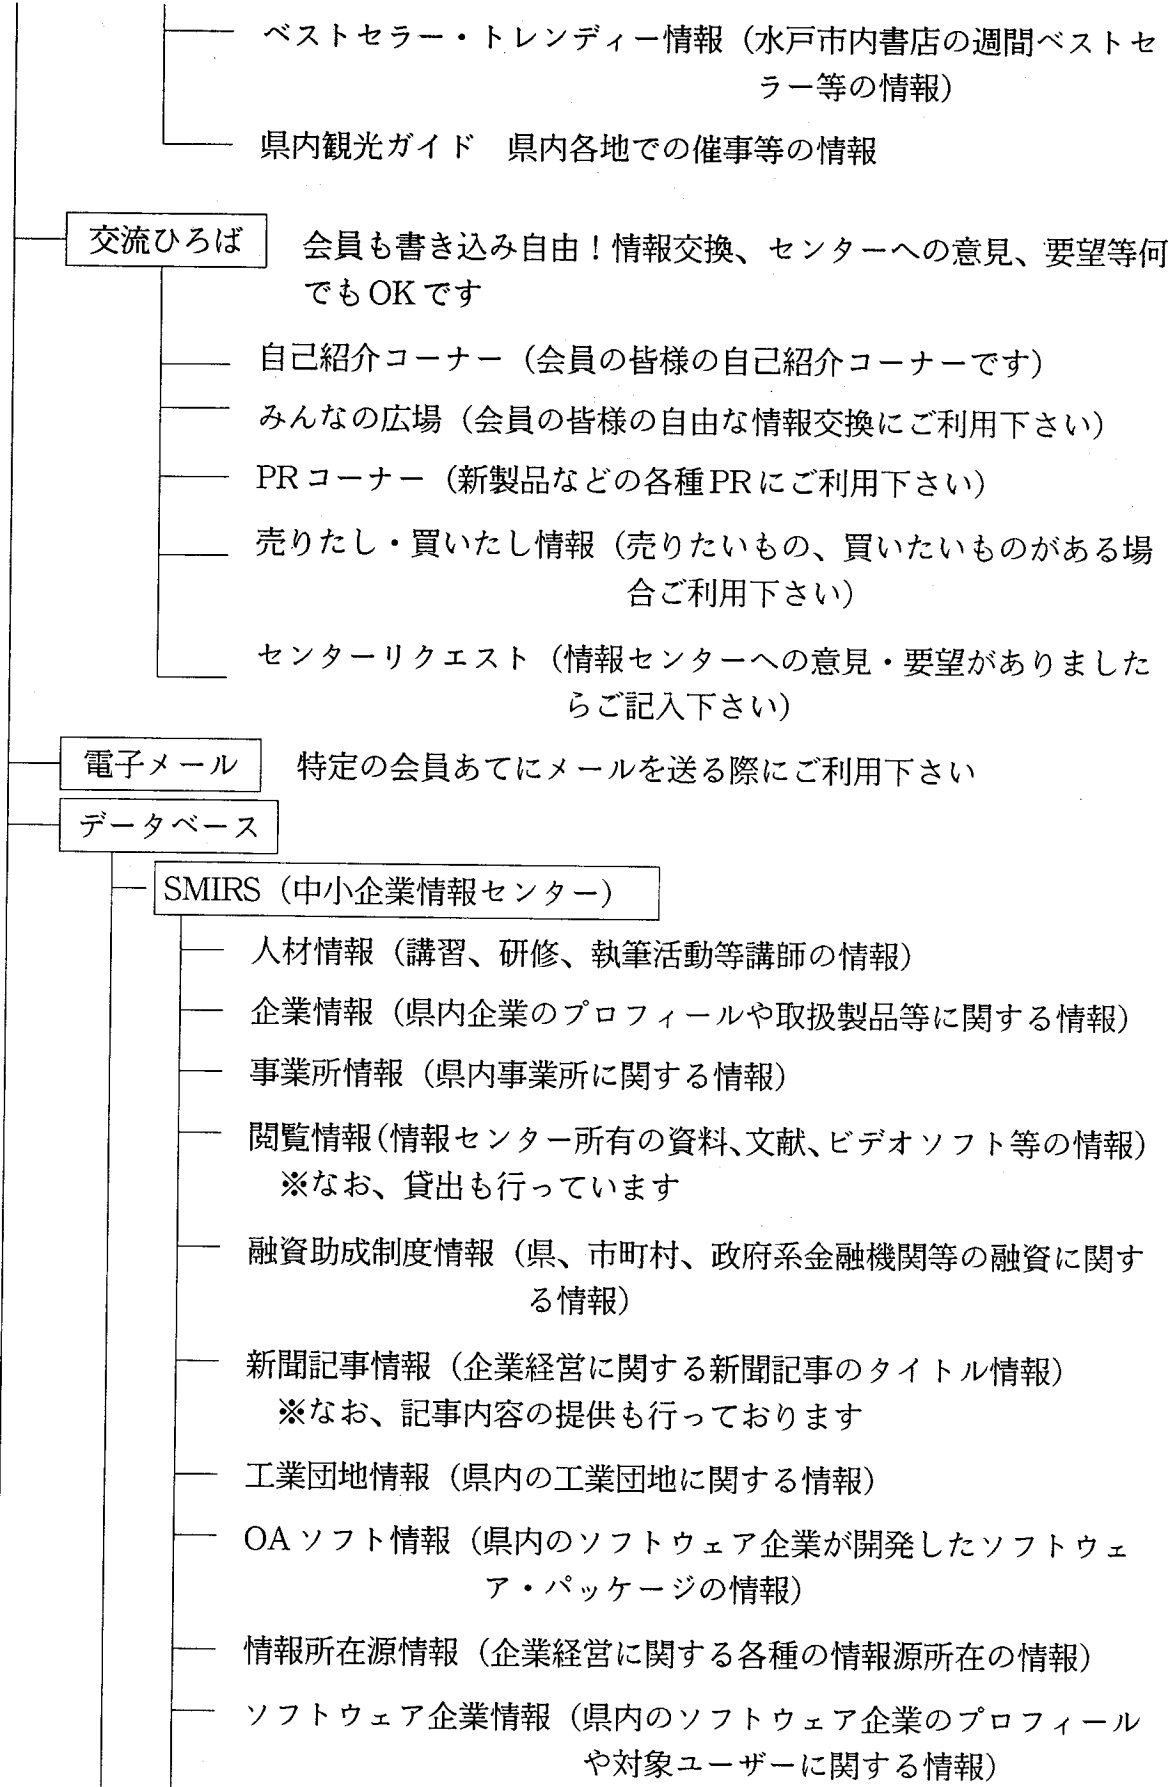 ベストセラー・トレンディー情報（水戸市内書店の週間ベストセ
ラー等の情報）
県内観光ガイド　県内各地での催事等の情報
交流ひろば　会員も書き込み自由！情報交換、センターへの意見、要望等何
でもOKです
自己紹介コーナー（会員の皆様の自己紹介コーナーです）
みんなの広場（会員の皆様の自由な情報交換にご利用下さい）
PRコーナー（新製品などの各種PRにご利用下さい）
売りたし・買いたし情報（売りたいもの、買いたいものがある場
合ご利用下さい）
センターリクエスト（情報センターへの意見・要望がありました
らご記入下さい）
電子メール　特定の会員あてにメールを送る際にご利用下さい
データベース
SMIRS（中小企業情報センター）
人材情報（講習、研修、執筆活動等講師の情報）
企業情報（県内企業のプロフィールや取扱製品等に関する情報）
事業所情報（県内事業所に関する情報）
閲覧情報（情報センター所有の資料、文献、ビデオソフト等の情報）
※なお、貸出も行っています
融資助成制度情報（県、市町村、政府系金融機関等の融資に関す
る情報）
新聞記事情報（企業経営に関する新聞記事のタイトル情報）
※なお、記事内容の提供も行っております
工業団地情報（県内の工業団地に関する情報）
OAソフト情報（県内のソフトウェア企業が開発したソフトウェ
ア・パッケージの情報）
情報所在源情報（企業経営に関する各種の情報源所在の情報）
ソフトウェア企業情報（県内のソフトウェア企業のプロフィール
や対象ユーザーに関する情報）